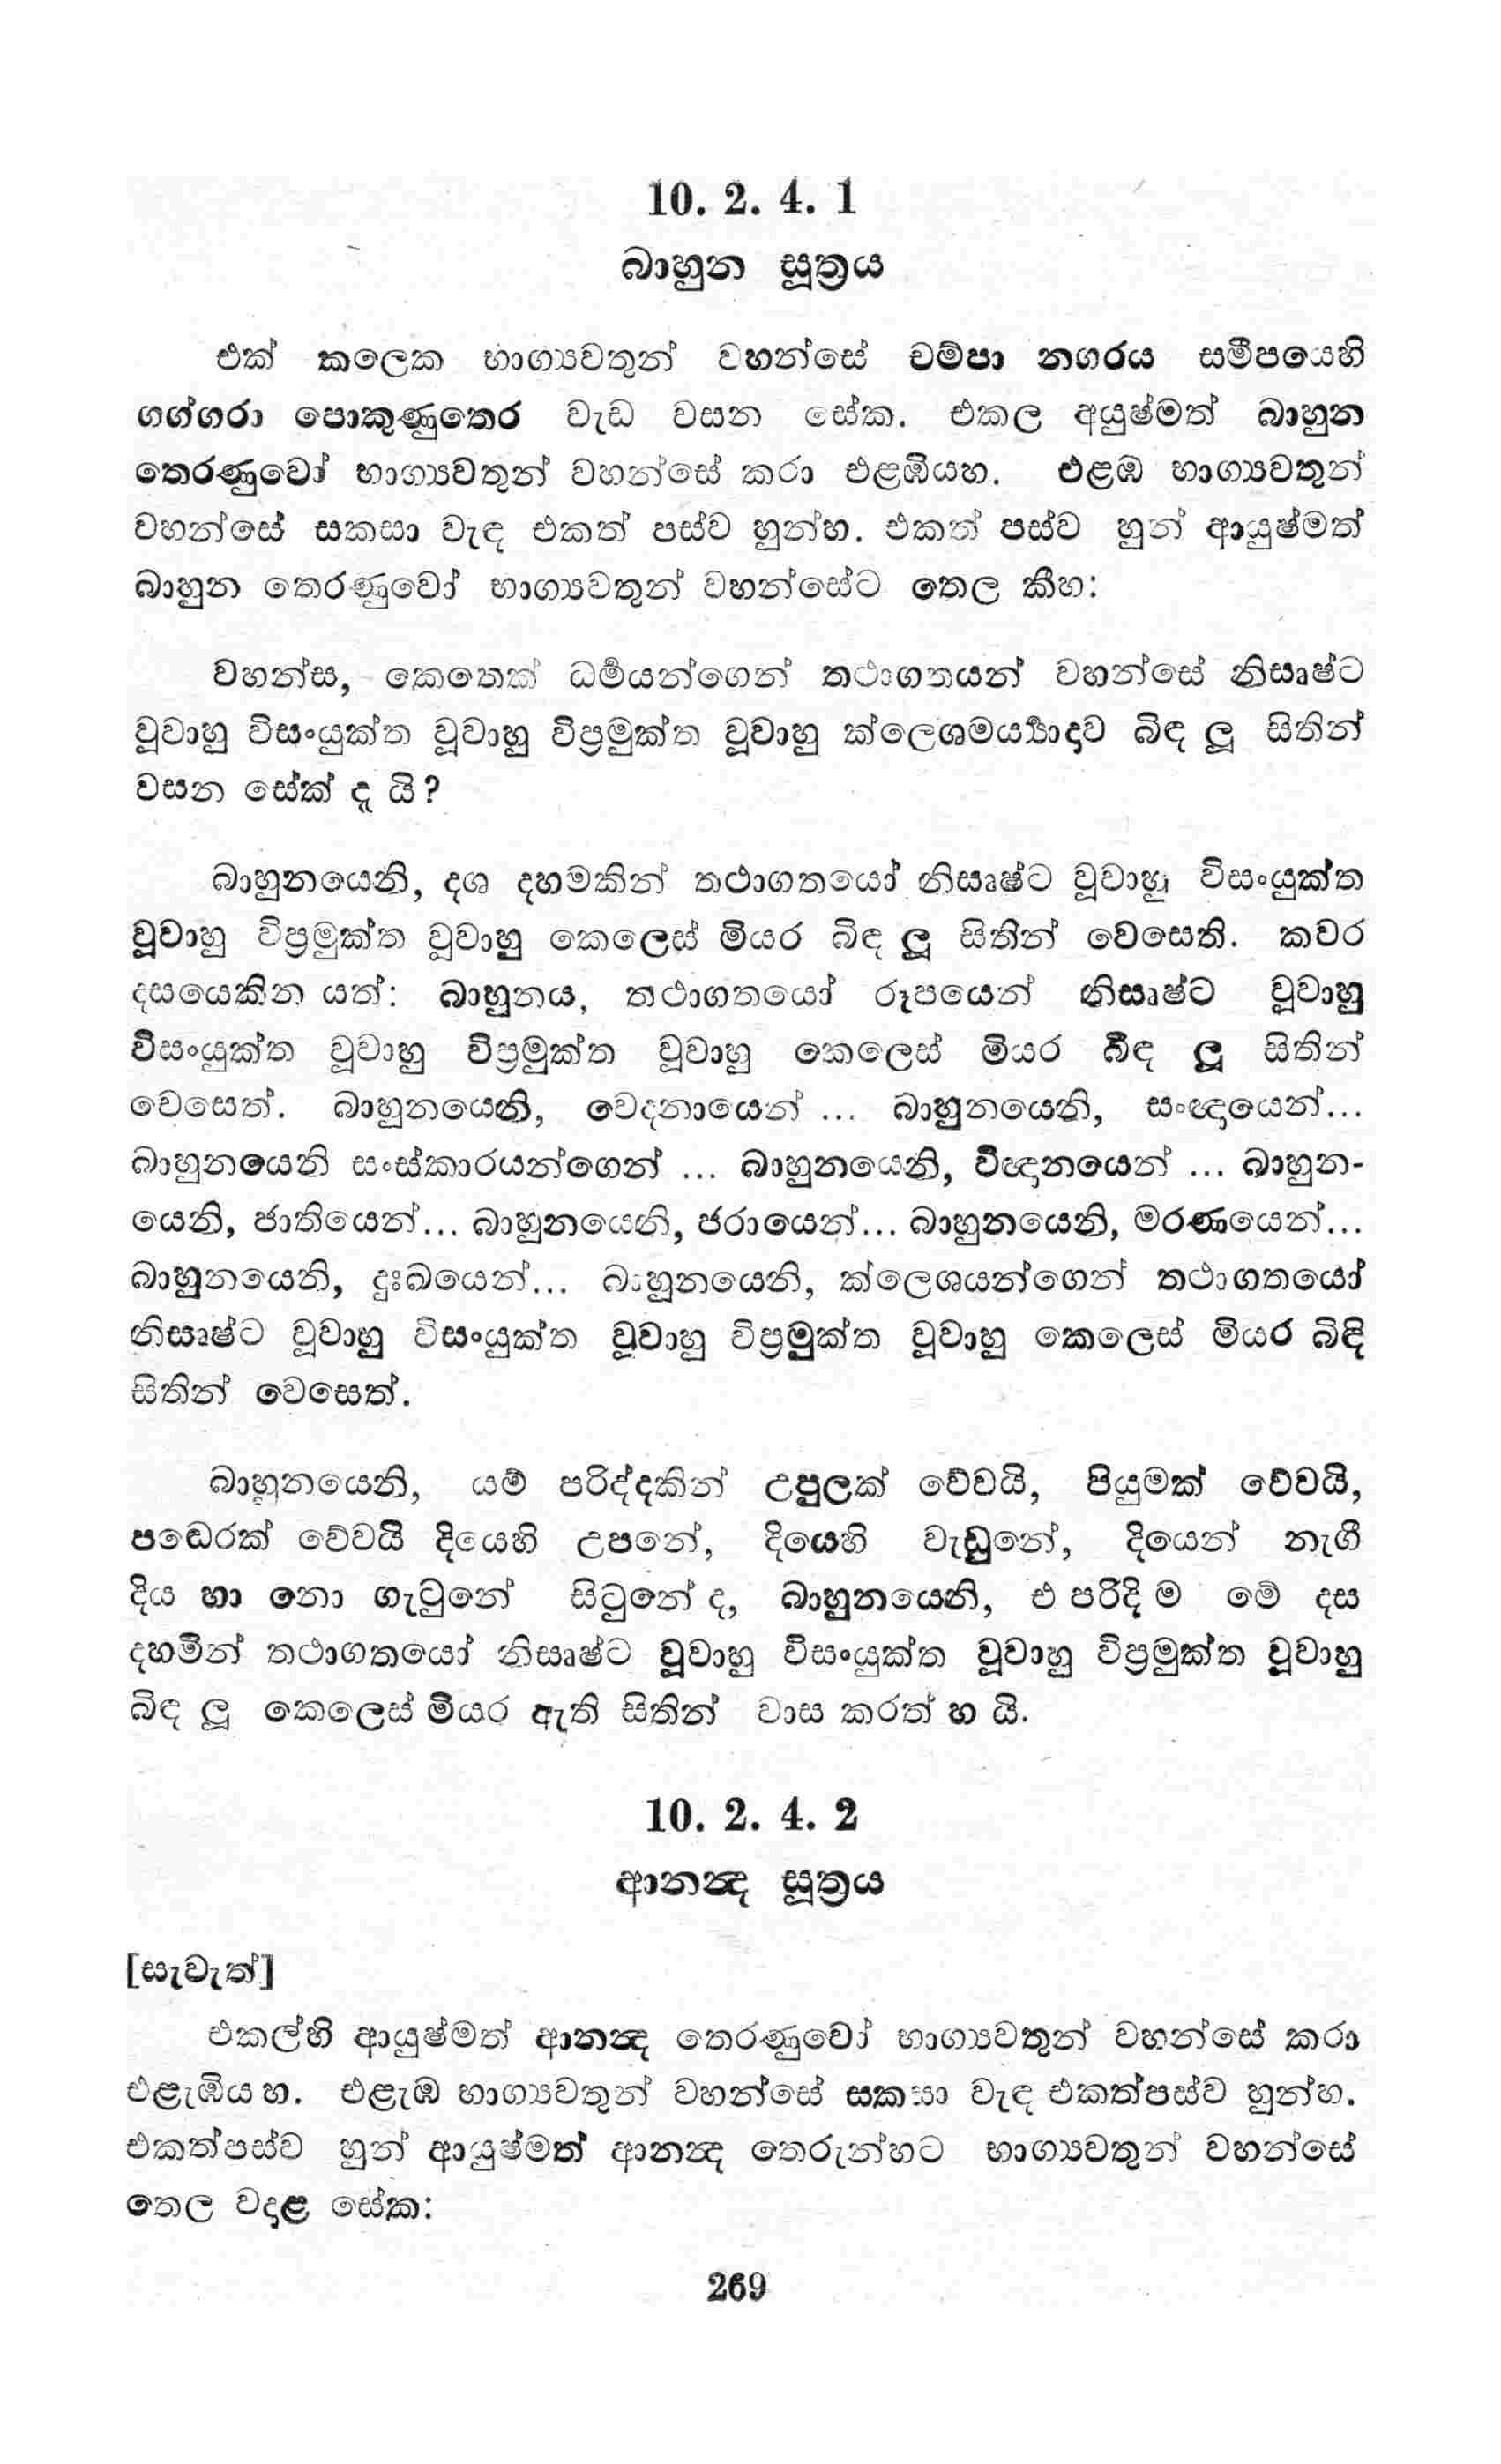 10. 2. 4. 1
බාහුන සූත්‍රය
එක් කලෙක භාග්‍යවතුන් වහන්සේ චම්පා නගරය සමීපයෙහි
ගග්ගරා පොකුණුතෙර වැඩ වසන සේක. එකල අයුෂ්මත් බාහුන
තෙරණුවෝ භාග්‍යවතුන් වහන්සේ කරා එළඹියහ. එළඹ භාග්‍යවතුන්
වහන්සේ සකසා වැඳ එකත් පස්ව හුන්හ. එකත් පස්ව හුන් ආයුෂ්මත්
බාහුන තෙරණුවෝ භාග්‍යවතුන් වහන්සේට තෙල කීහ:
වහන්ස, කෙතෙක් ධර්‍මයන්ගෙන් තථාගතයන් වහන්සේ නිසෘෂ්ට
වූවාහු විසංයුක්ත වූවාහු විප්‍රමුක්ත වූවාහු ක්ලෙශමර්‍ය්‍යාදාව බිඳ ලූ සිතින්
වසන සේක් දැ යි?
බාහුනයෙනි, දශ දහමකින් තථාගතයෝ නිසෘෂ්ට වූවාහු විසංයුක්ත
වූවාහු විප්‍රමුක්ත වූවාහු කෙලෙස් මියර බිඳ ලූ සිතින් වෙසෙති. කවර
දසයෙකින යත්: බාහුනය, තථාගතයෝ රූපයෙන් නිසෘෂ්ට වූවාහු
විසංයුක්ත වූවාහු විප්‍රමුක්ත වූවාහු කෙලෙස් මියර බිඳ ලූ සිතින්
වෙසෙත්. බාහුනයෙනි, වෙදනායෙන් ... බාහුනයෙනි, සංඥායෙන්...
බාහුනයෙනි සංස්කාරයන්ගෙන් ... බාහුනයෙනි, විඥානයෙන් ... බාහුන-
යෙනි, ජාතියෙන්... බාහුනයෙනි, ජරායෙන්... බාහුනයෙනි, මරණයෙන්...
බාහුනයෙනි, දුඃඛයෙන්... බාහුනයෙනි, ක්ලෙශයන්ගෙන් තථාගතයෝ
නිසෘෂ්ට වූවාහු විසංයුක්ත වූවාහු විප්‍රමුක්ත වූවාහු කෙලෙස් මියර බිඳි
සිතින් වෙසෙත්.
බාහුනයෙනි, යම් පරිද්දකින් උපුලක් වේවයි, පියුමක් වේවයි,
පඬෙරක් වේවයි දියෙහි උපනේ, දියෙහි වැඩුනේ, දියෙන් නැගී
දිය හා නො ගැටුනේ සිටුනේ ද, බාහුනයෙනි, එ පරිදි ම මේ දස
දහමින් තථාගතයෝ නිසෘෂ්ට වූවාහු විසංයුක්ත වූවාහු විප්‍රමුක්ත වූවාහු
බිඳ ලූ කෙලෙස් මියර ඇති සිතින් වාස කරත් හ යි.
10. 2. 4. 2
ආනන්‍ද සූත්‍රය
[සැවැත්]
එකල්හි ආයුෂ්මත් ආනන්‍ද තෙරණුවෝ භාග්‍යවතුන් වහන්සේ කරා
එළැඹිය හ. එළැඹ භාග්‍යවතුන් වහන්සේ සකසා වැඳ එකත්පස්ව හුන්හ.
එකත්පස්ව හුන් ආයුෂ්මත් ආනන්‍ද තෙරුන්හට භාග්‍යවතුන් වහන්සේ
තෙල වදාළ සේක:
269